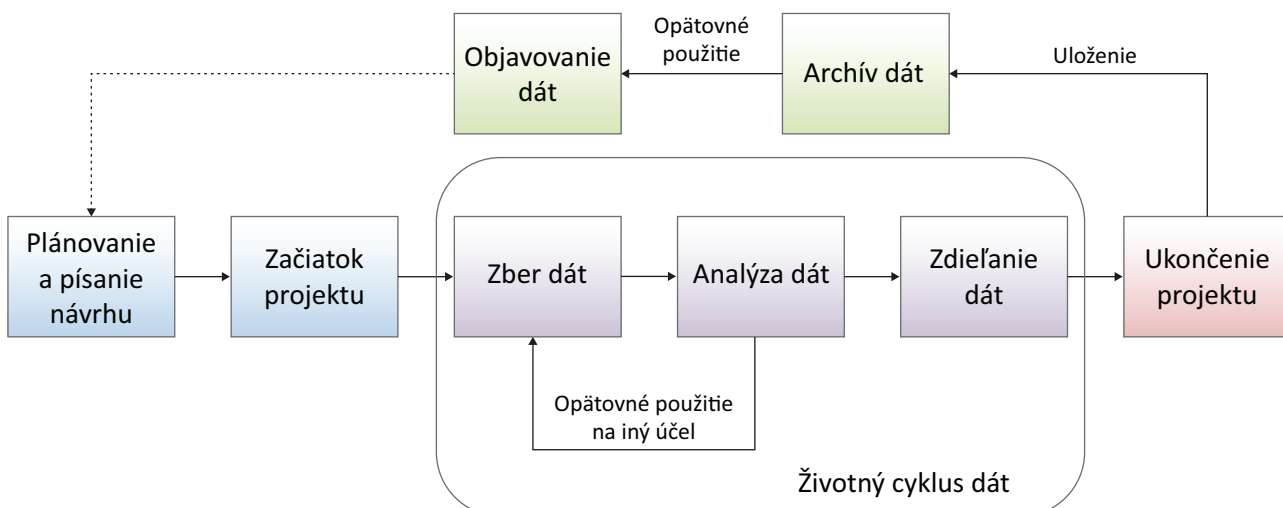 Objavovanie
dát
Opätovné
použitie
Archív dát
Uloženie
Plánovanie
a písanie
návrhu
Začiatok
projektu
Zber dát
Analýza dát
Zdieľanie
dát
Ukončenie
projektu
Opätovné použitie
na iný účel
Životný cyklus dát